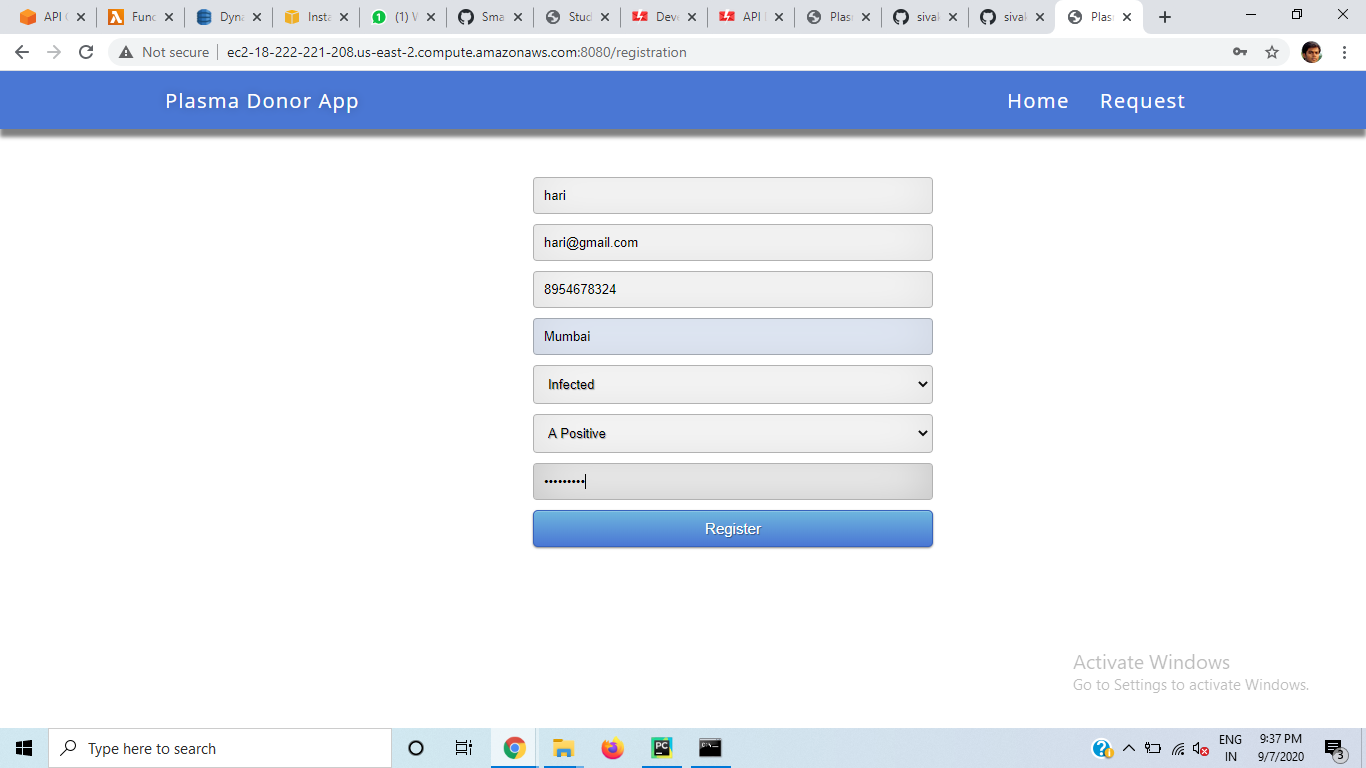 API
Func
Dyna
Insta
(1) W
Sma
Stud
Deve
API
Plas
sival
sival
Plas
Not secure
ec2-18-222-221-208.us-east-2.compute.amazonaws.com:8080/registration
Plasma Donor App Home Request
hari
hari@gmail.com
8954678324
Mumbai
Infected
A Positive
•••••••••
Register
Activate Windows
Go to Settings to activate Windows.
Type here to search
PC
ENG
IN
9:37 PM
9/7/2020
3